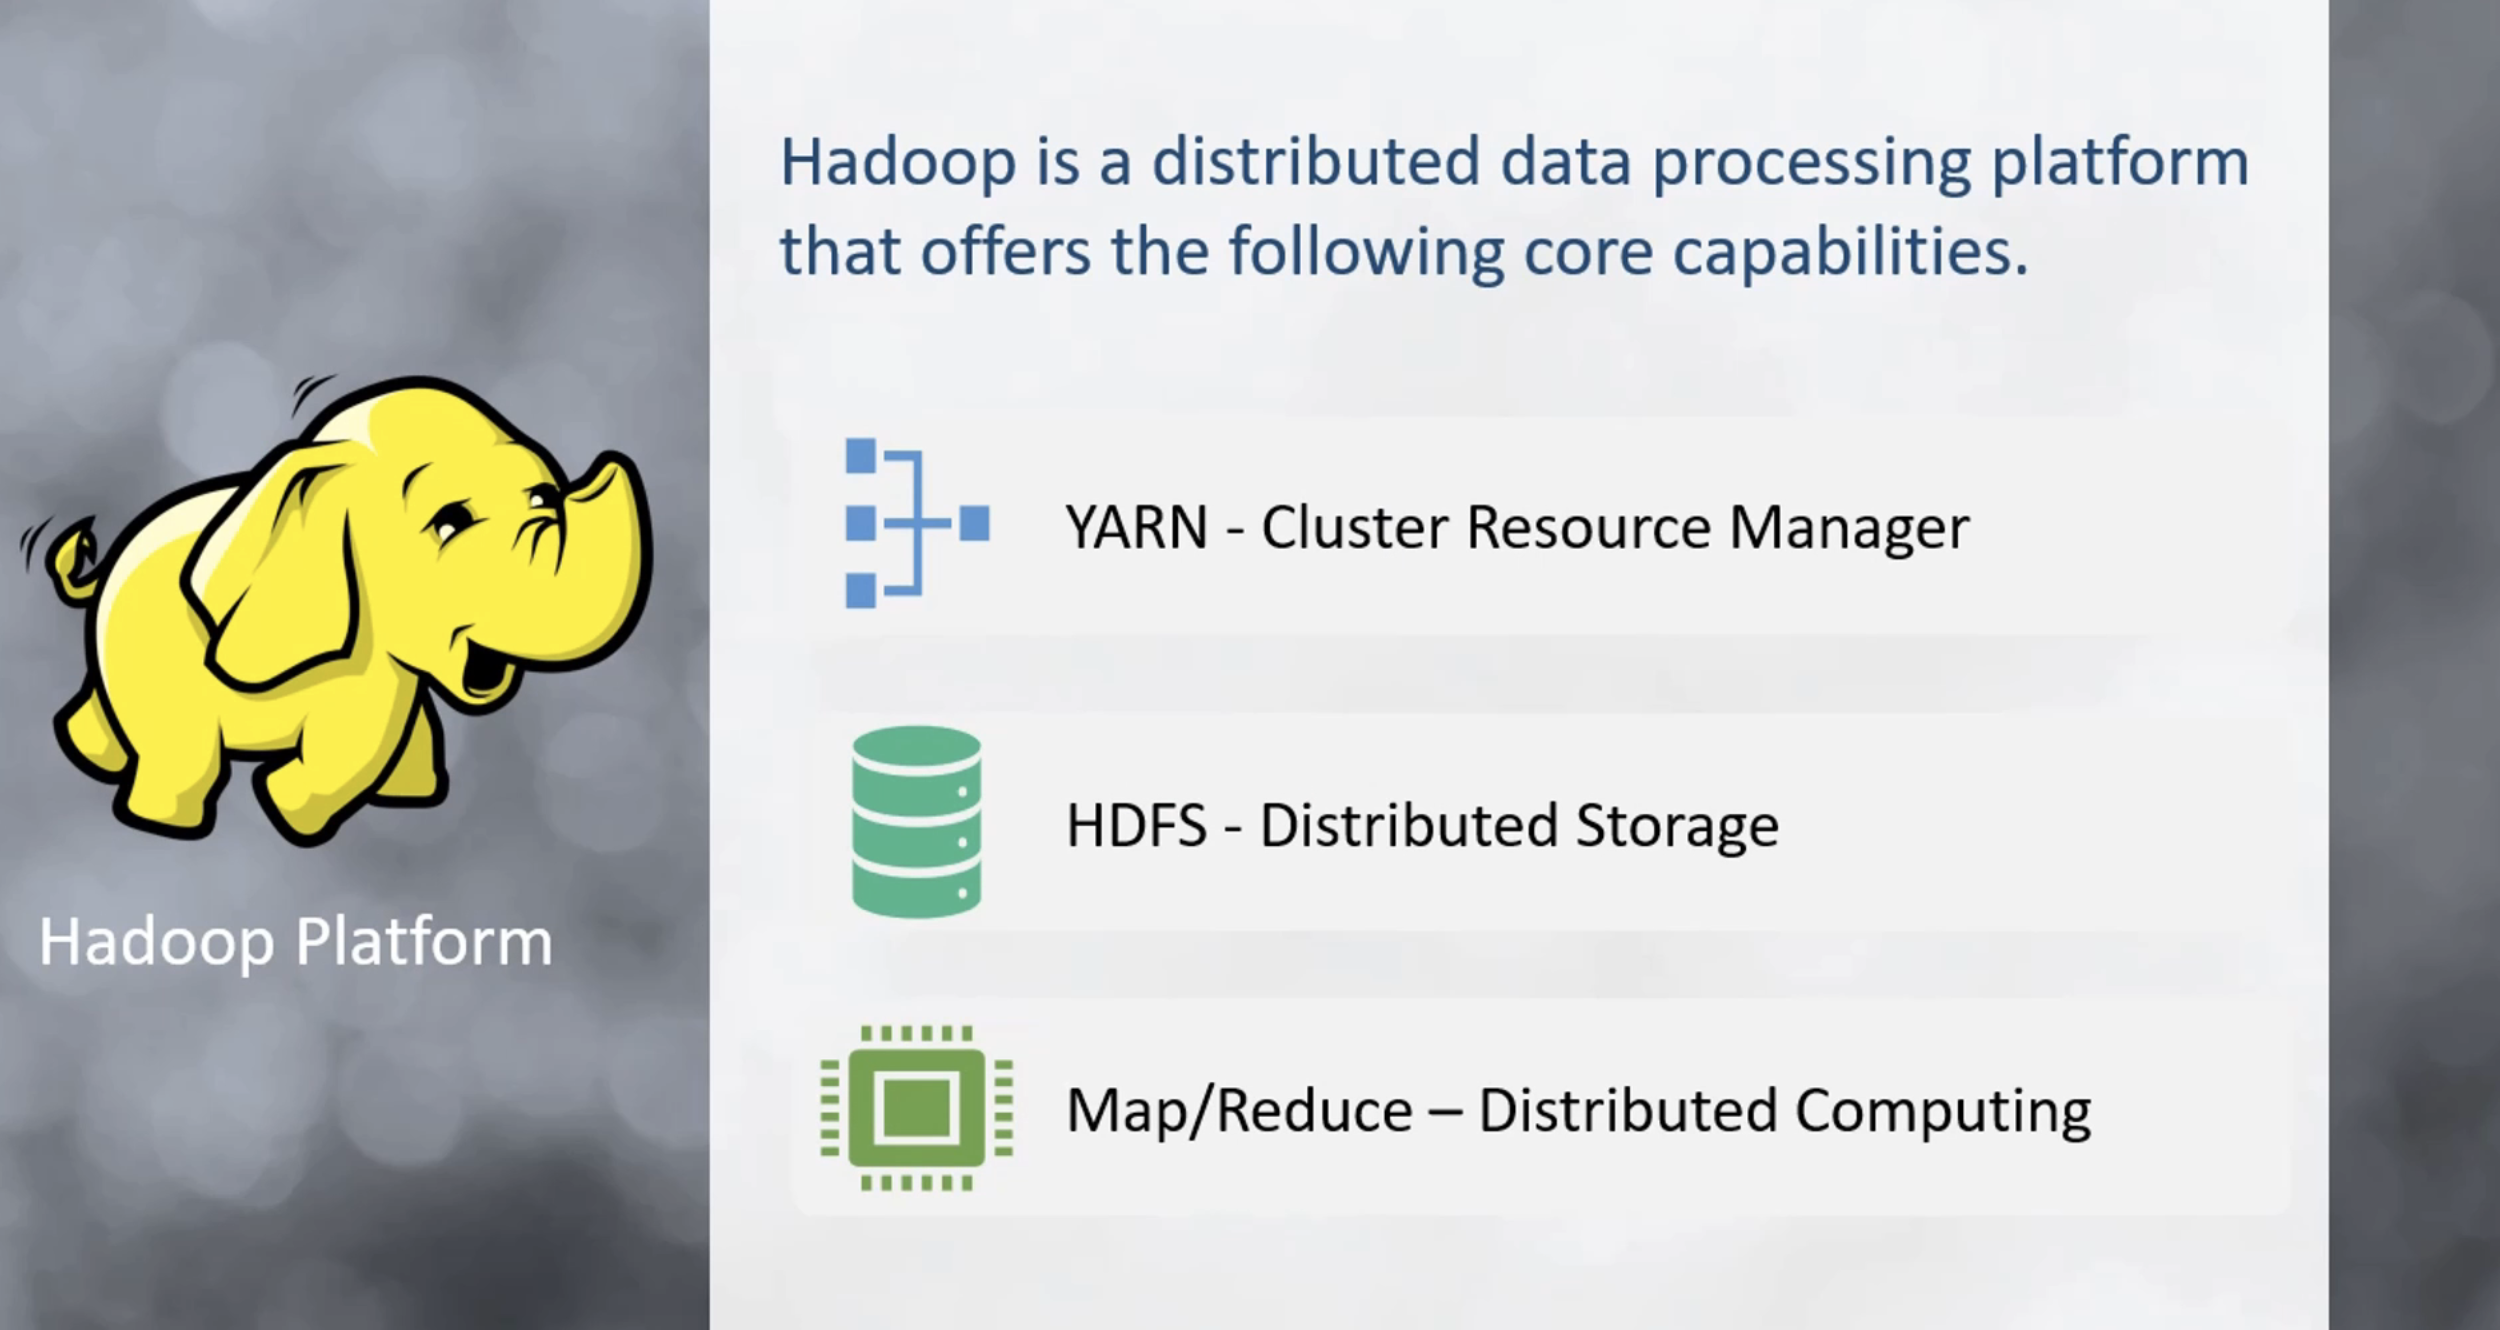 Hadoop is a distributed data processing platform
that offers the following core capabilities.
YARN - Cluster Resource Manager
HDFS - Distributed Storage
Map/Reduce – Distributed Computing
Hadoop Platform